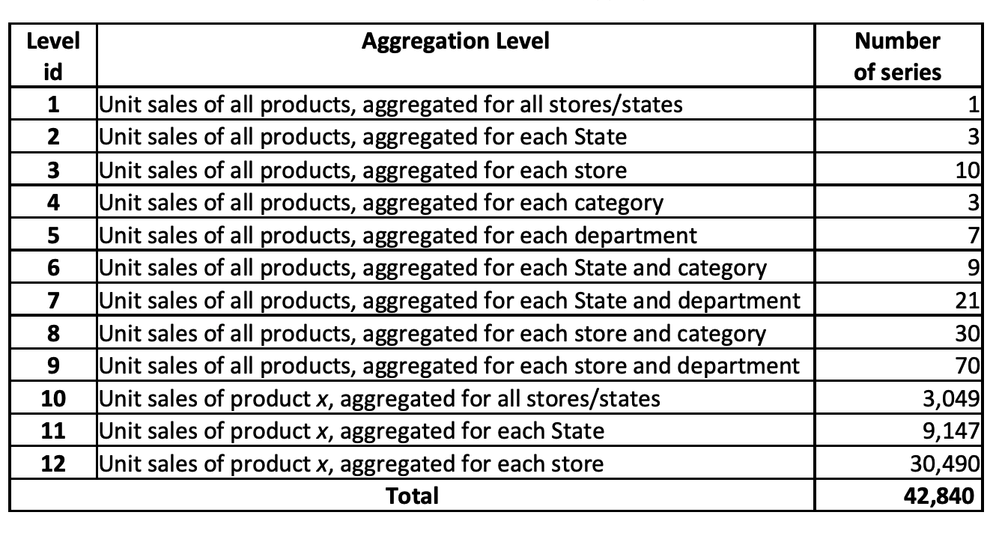 Level id Aggregation Level Number of series
1 Unit sales of all products, aggregated for all stores/states 1
2 Unit sales of all products, aggregated for each State 3
3 Unit sales of all products, aggregated for each store 10
4 Unit sales of all products, aggregated for each category 3
5 Unit sales of all products, aggregated for each department 7
6 Unit sales of all products, aggregated for each State and category 9
7 Unit sales of all products, aggregated for each State and department 21
8 Unit sales of all products, aggregated for each store and category 30
9 Unit sales of all products, aggregated for each store and department 70
10 Unit sales of product x, aggregated for all stores/states 3,049
11 Unit sales of product x, aggregated for each State 9,147
12 Unit sales of product x, aggregated for each store 30,490
Total 42,840